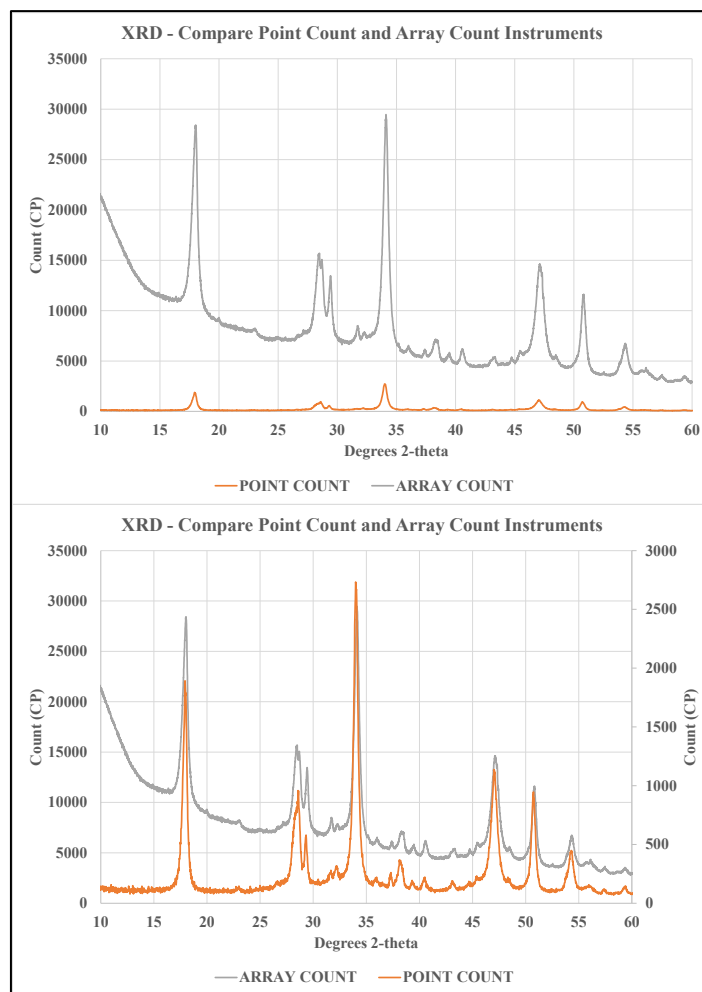 XRD - Compare Point Count and Array Count Instruments
35000
30000
25000
20000
15000
10000
5000
0
Count (CP)
10 15 20 25 30 35 40 45 50 55 60
Degrees 2-theta
POINT COUNT ARRAY COUNT
XRD - Compare Point Count and Array Count Instruments
35000 3000
30000 2500
25000 2000
20000 1500
15000 1000
10000 500
5000 0
0
Count (CP) Count (CP)
10 15 20 25 30 35 40 45 50 55 60
Degrees 2-theta
ARRAY COUNT POINT COUNT